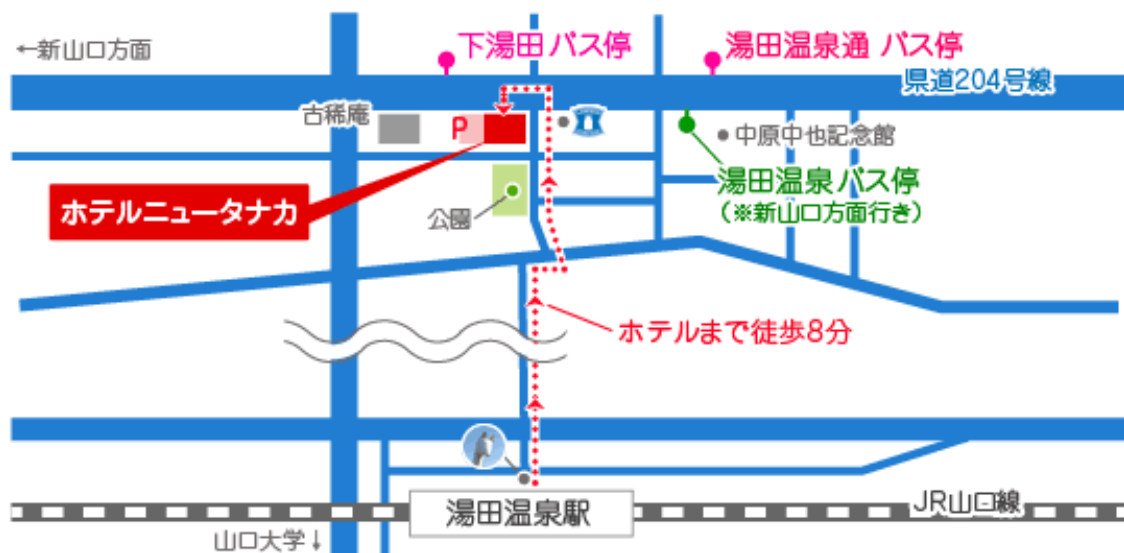 ←新山口方面
下湯田 バス停
湯田温泉通 バス停
県道204号線
古稀庵
P
中原中也記念館
湯田温泉 バス停
(※新山口方面行き)
ホテルニュータナカ
公園
ホテルまで徒歩8分
湯田温泉駅
JR山口線
山口大学↓